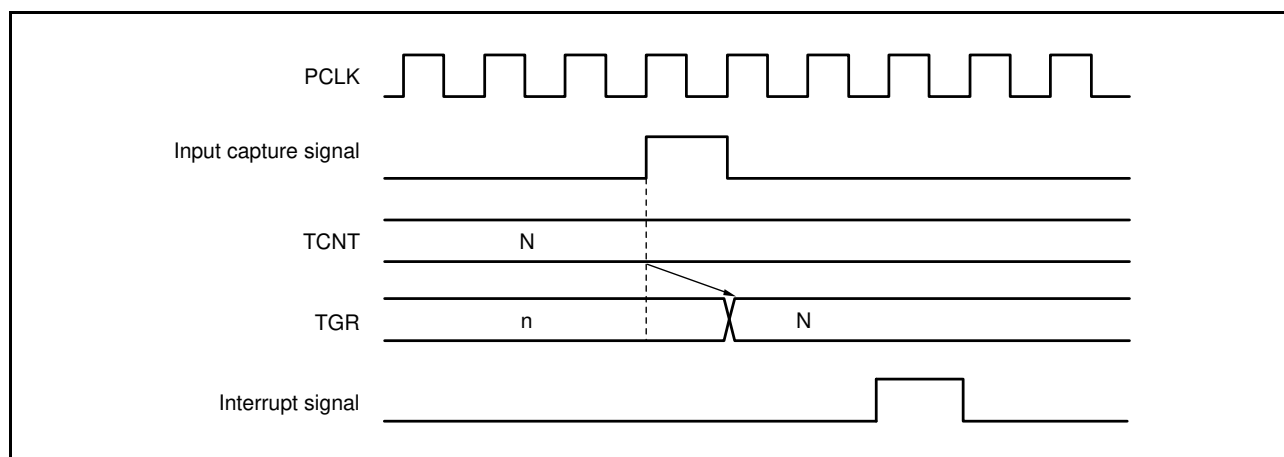 PCLK
Input capture signal
TCNT
N
TGR
n
N
Interrupt signal